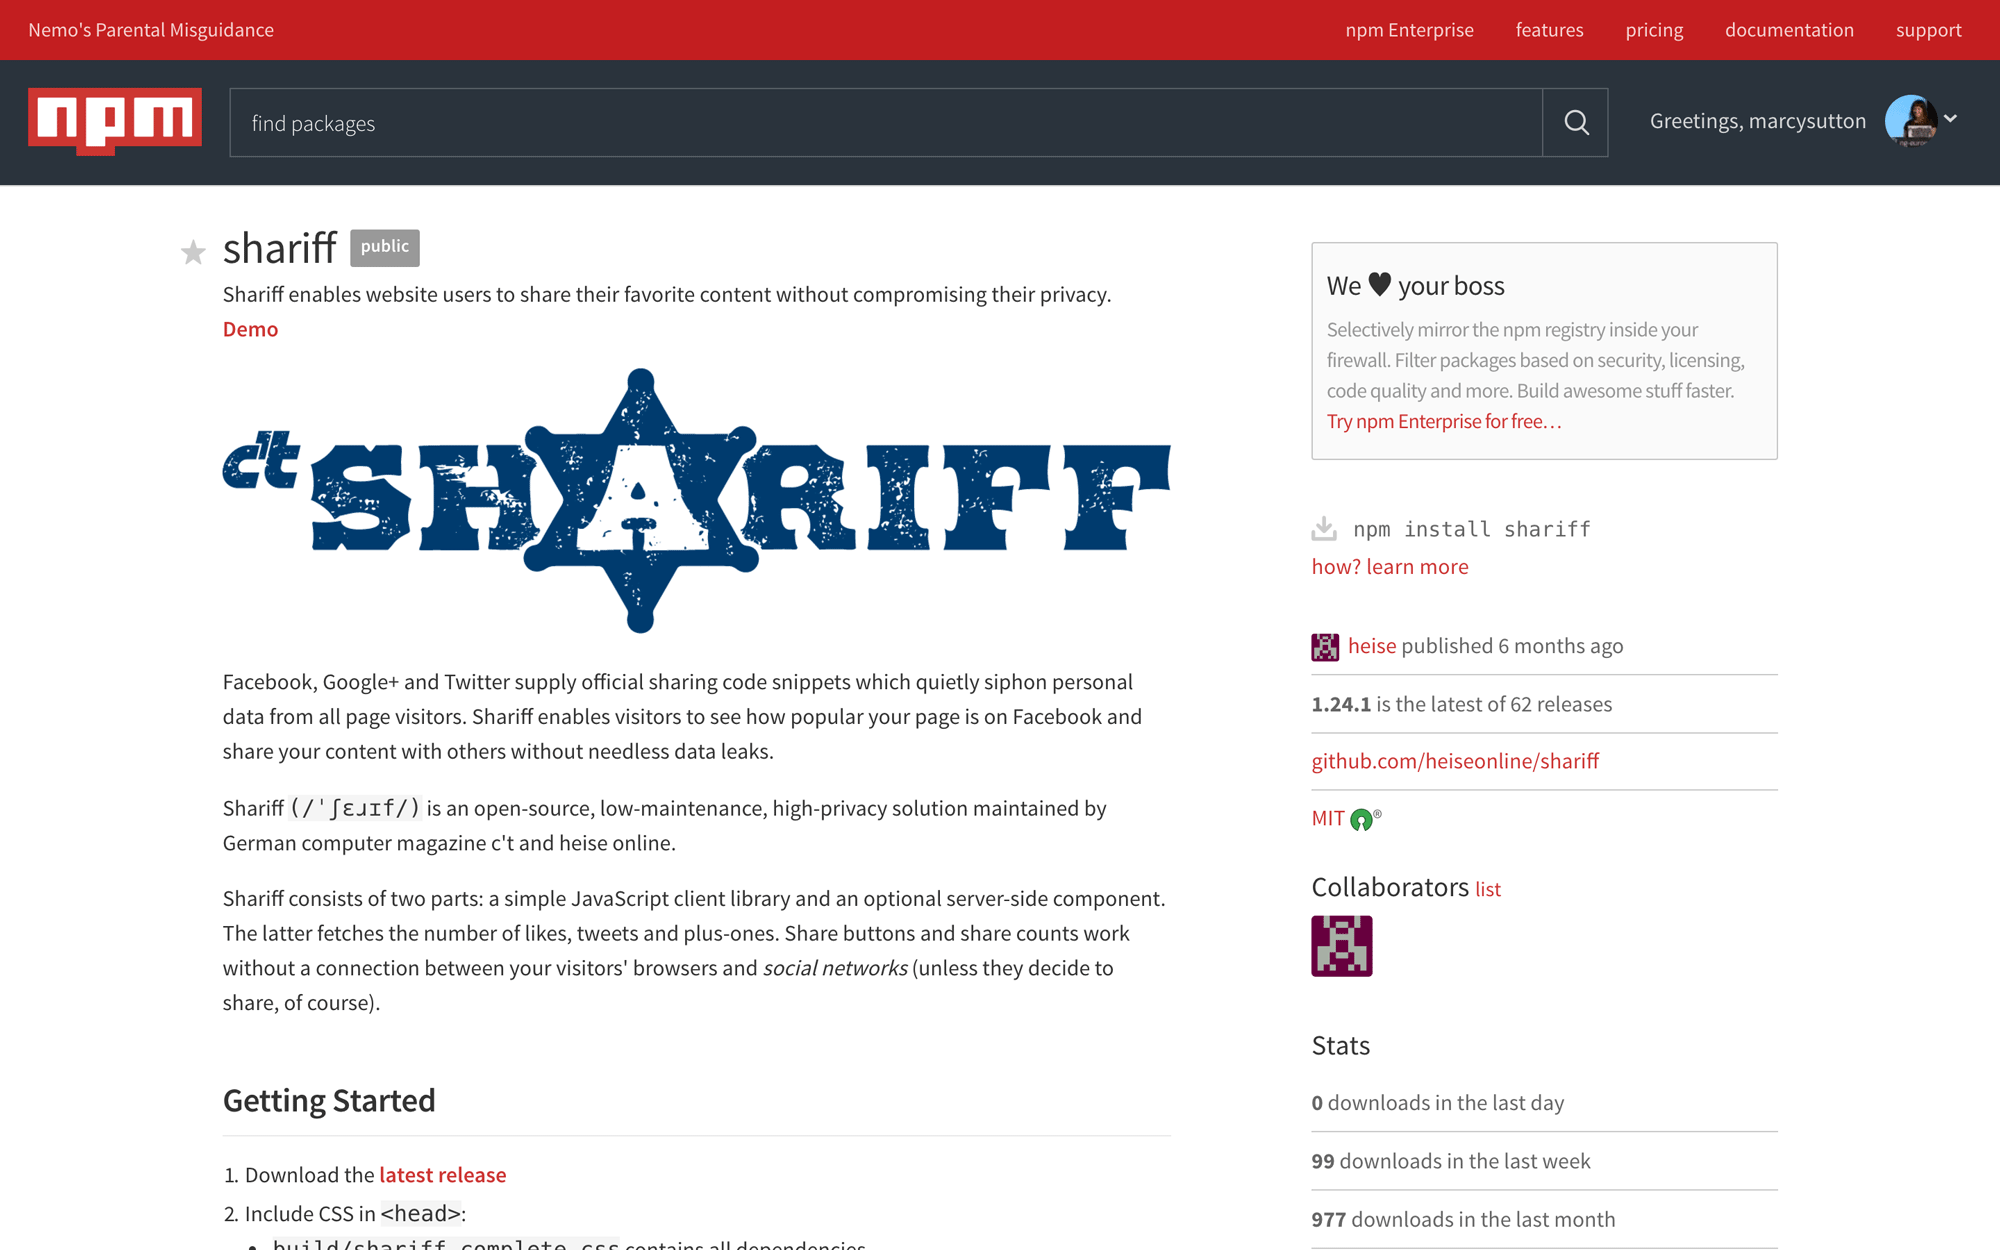 Nemo's Parental Misguidance
npm Enterprise features pricing documentation support
npm
find packages
Greetings, marcysutton
shariff public
Shariff enables website users to share their favorite content without compromising their privacy.
Demo
c't SHARIFF
Facebook, Google+ and Twitter supply official sharing code snippets which quietly siphon personal
data from all page visitors. Shariff enables visitors to see how popular your page is on Facebook and
share your content with others without needless data leaks.
Shariff (/ˈʃɛɹɪf/) is an open-source, low-maintenance, high-privacy solution maintained by
German computer magazine c't and heise online.
Shariff consists of two parts: a simple JavaScript client library and an optional server-side component.
The latter fetches the number of likes, tweets and plus-ones. Share buttons and share counts work
without a connection between your visitors' browsers and social networks (unless they decide to
share, of course).
Getting Started
1. Download the latest release
2. Include CSS in <head>:
• build/shariff.complete.css contains all dependencies
We ♥ your boss
Selectively mirror the npm registry inside your
firewall. Filter packages based on security, licensing,
code quality and more. Build awesome stuff faster.
Try npm Enterprise for free…
npm install shariff
how? learn more
heise published 6 months ago
1.24.1 is the latest of 62 releases
github.com/heiseonline/shariff
MIT ®
Collaborators list
Stats
0 downloads in the last day
99 downloads in the last week
977 downloads in the last month